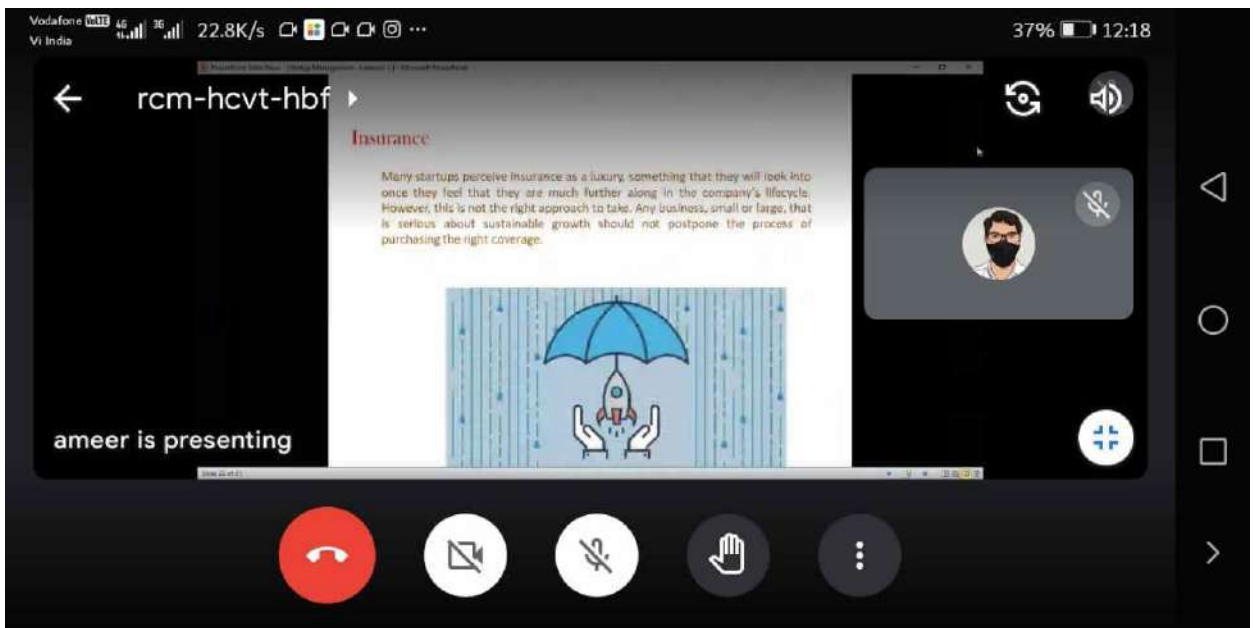 Vodafone VoLTE 4G 3G 22.8K/s ... 37% 12:18
Vi India
rcm-hcvt-hbf
Insurance
Many startups perceive insurance as a luxury, something that they will look into
once they feel that they are much further along in the company's lifecycle.
However, this is not the right approach to take. Any business, small or large, that
is serious about sustainable growth should not postpone the process of
purchasing the right coverage.
ameer is presenting